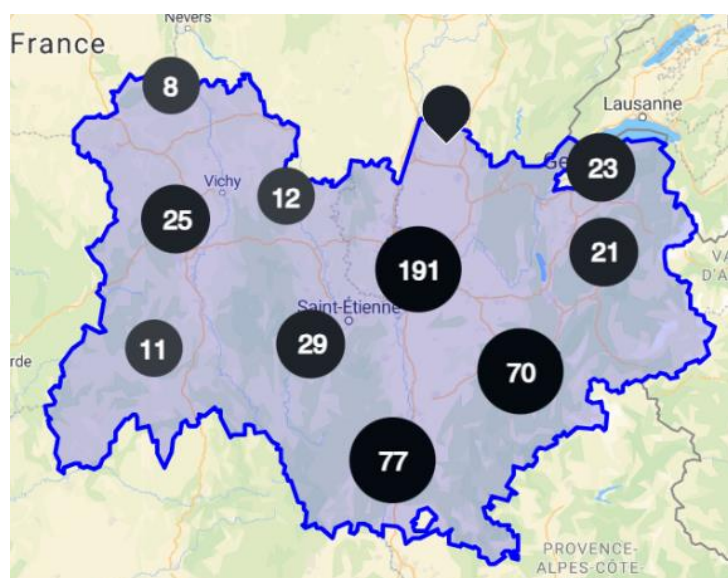 Nevers
France
8
Lausanne
Ge
23
Vichy
12
25
21
191
Saint-Étienne
11
29
70
77
PROVENCE-
ALPES-CÔTE-